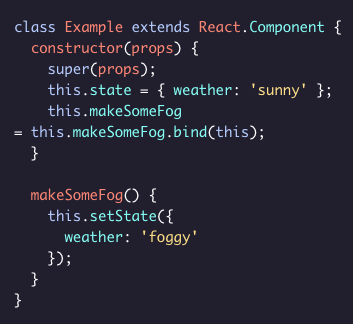 class Example extends React.Component {
  constructor(props) {
    super(props);
    this.state = { weather: 'sunny' };
    this.makeSomeFog
= this.makeSomeFog.bind(this);
  }

  makeSomeFog() {
    this.setState({
      weather: 'foggy'
    });
  }
}